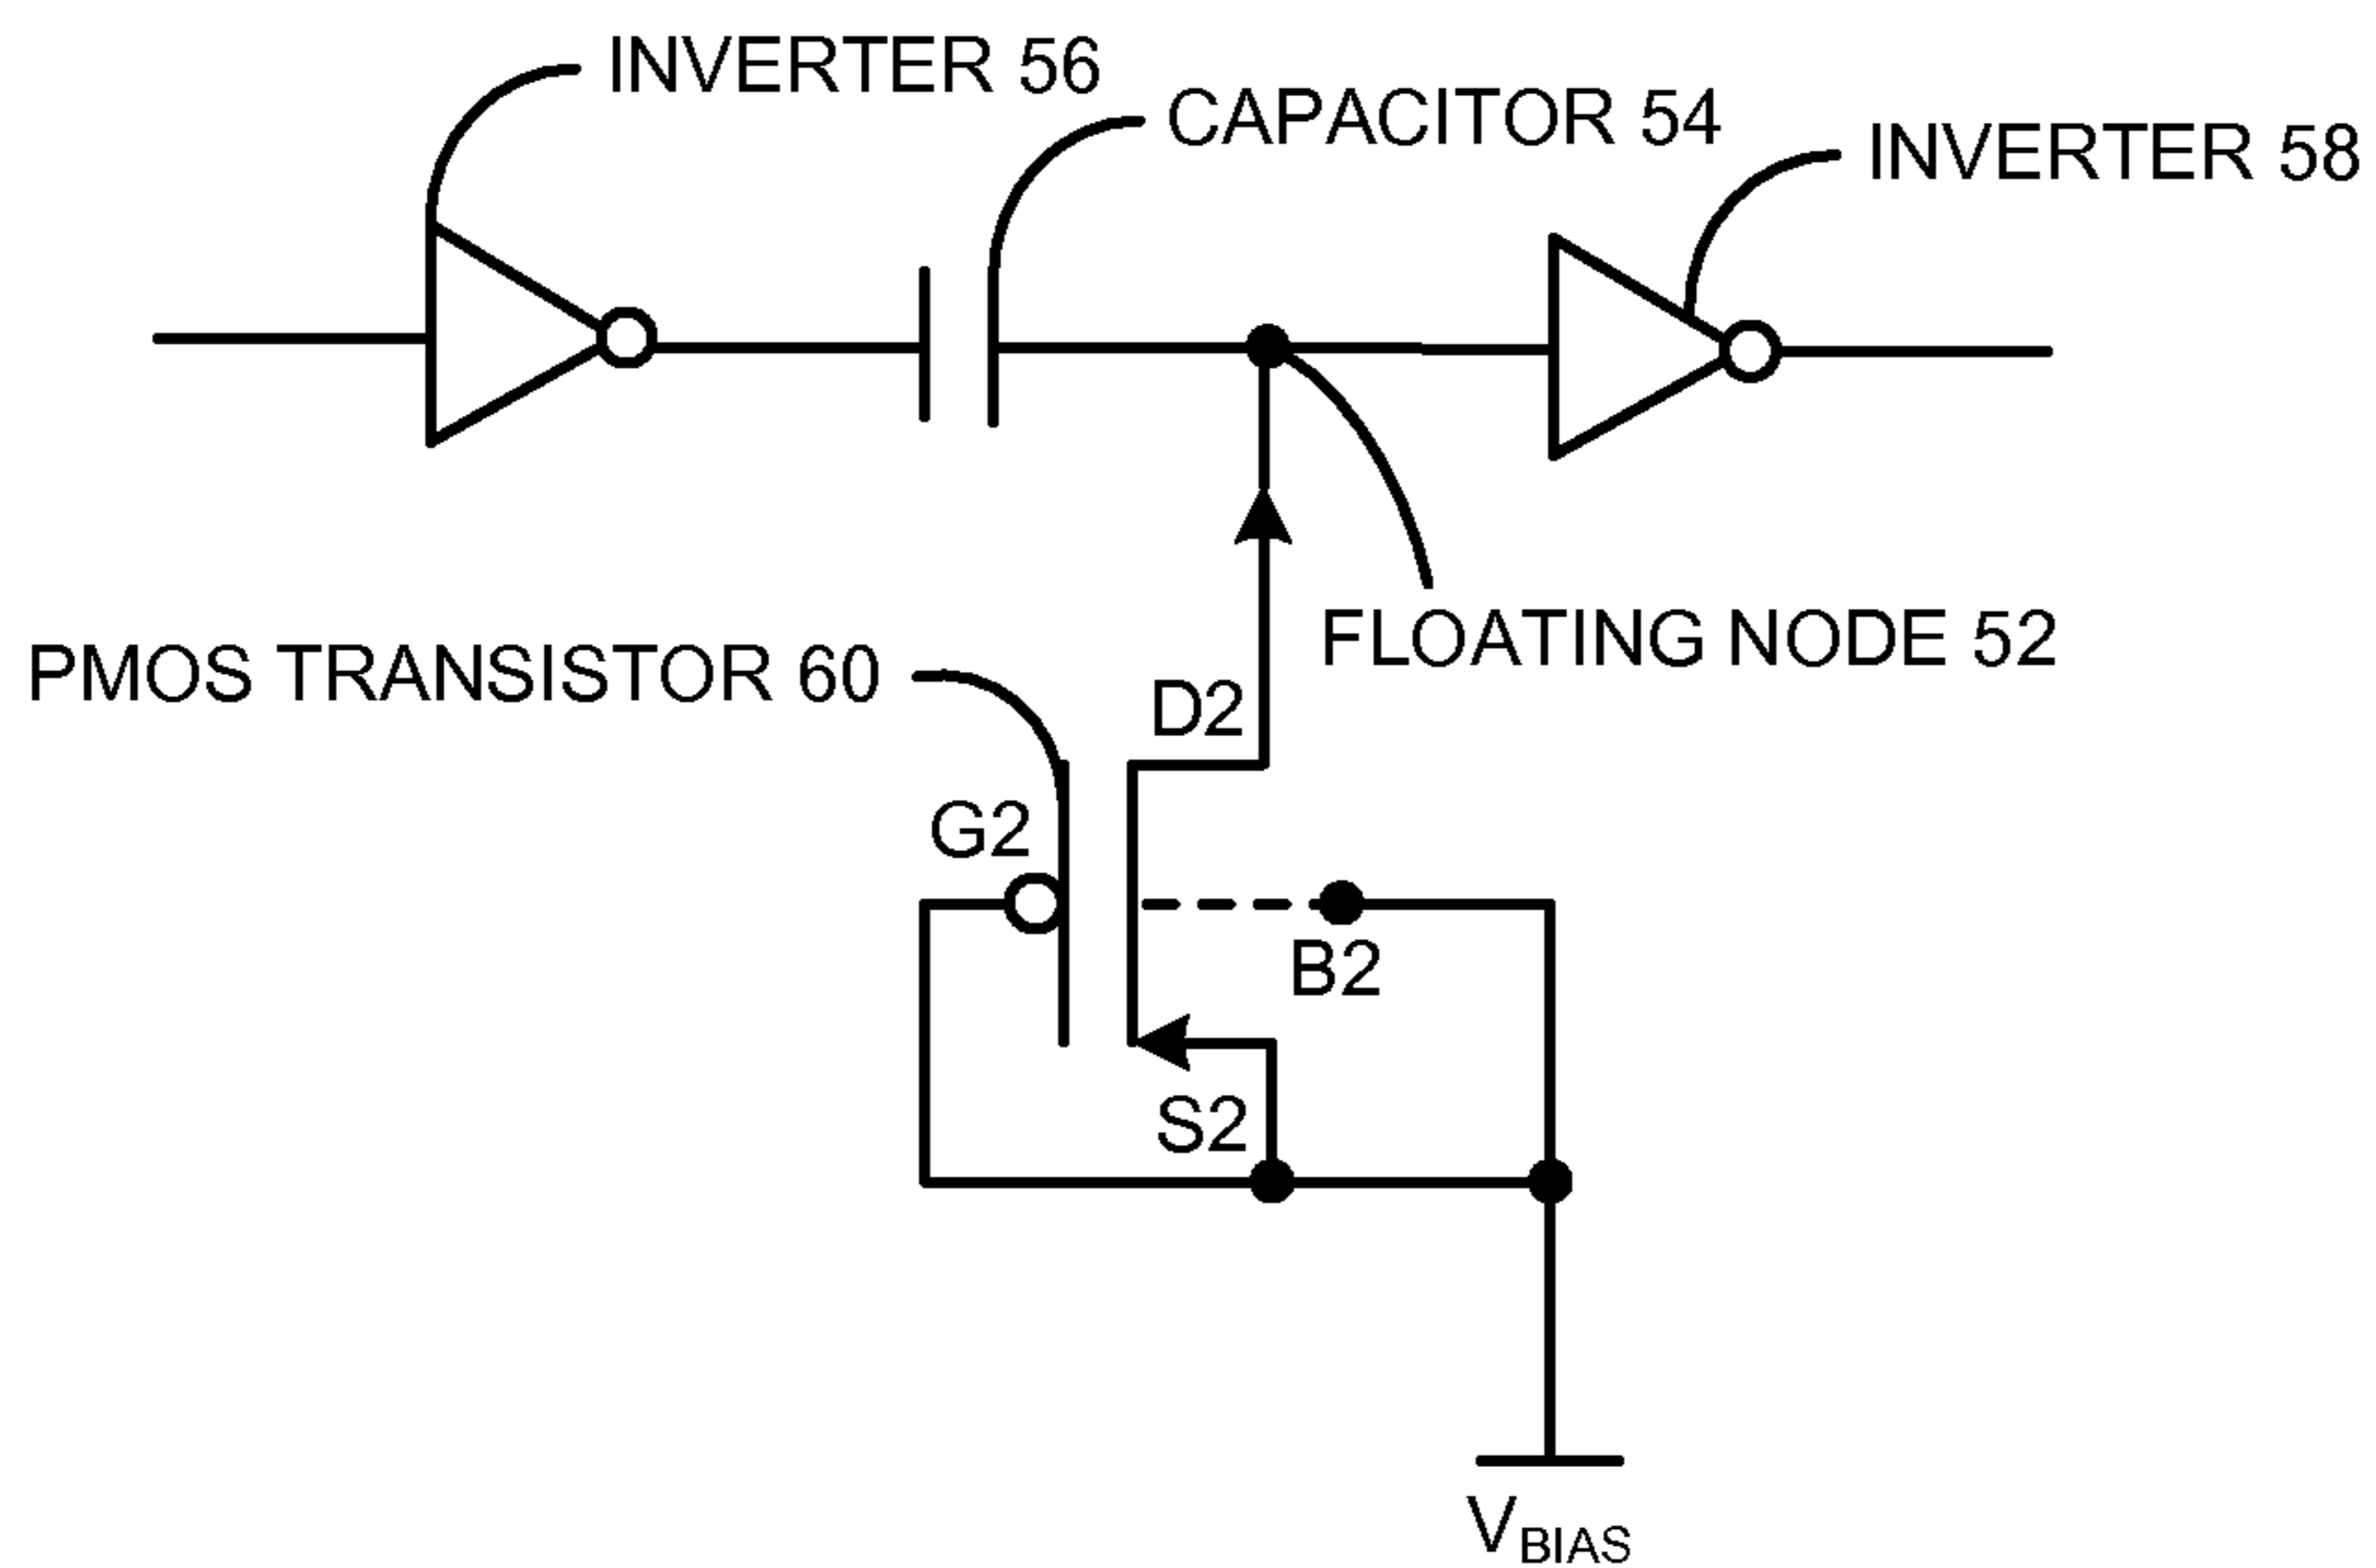 INVERTER 56
CAPACITOR 54
INVERTER 58
FLOATING NODE 52
PMOS TRANSISTOR 60
D2
G2
B2
S2
VBIAS